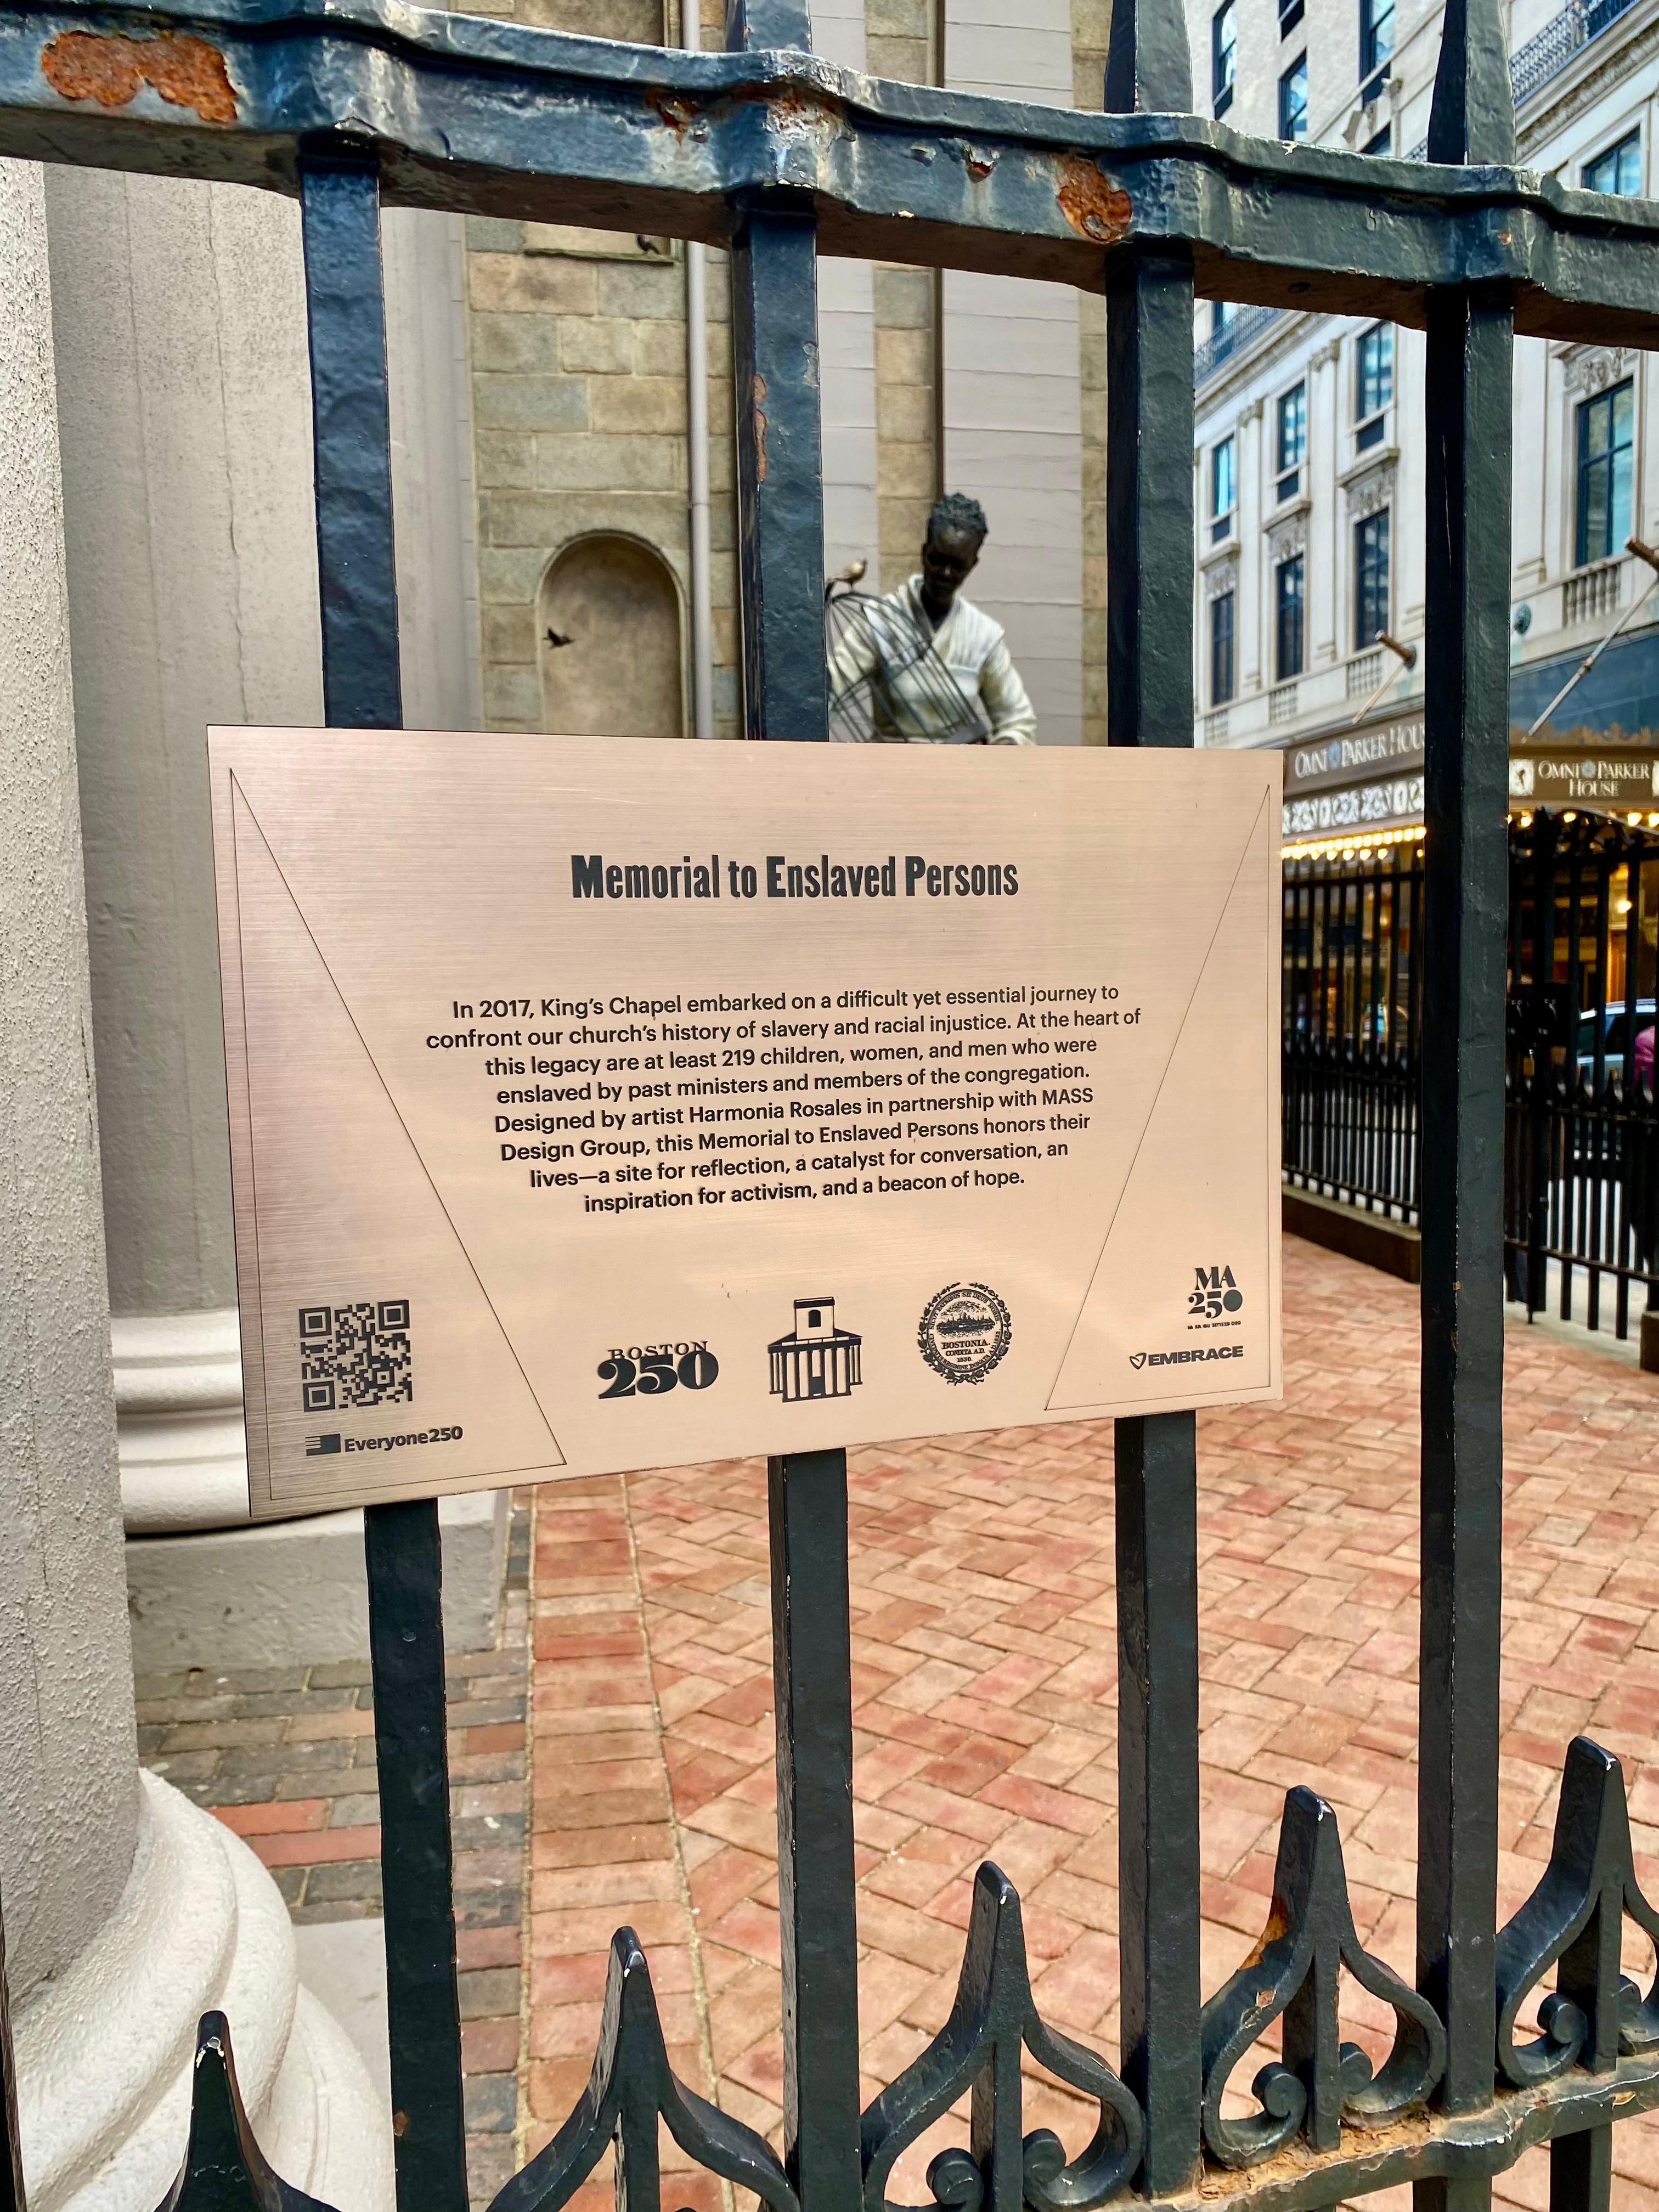 OMNI PARKER HOU
OMNI PARKER
HOUSE
Memorial to Enslaved Persons
In 2017, King's Chapel embarked on a difficult yet essential journey to
confront our church's history of slavery and racial injustice. At the heart of
this legacy are at least 219 children, women, and men who were
enslaved by past ministers and members of the congregation.
Designed by artist Harmonia Rosales in partnership with MASS
Design Group, this Memorial to Enslaved Persons honors their
lives—a site for reflection, a catalyst for conversation, an
inspiration for activism, and a beacon of hope.
Everyone250
BOSTON
250
BOSTONIA.
CONDITA A.D.
1630.
MA
250
EMBRACE